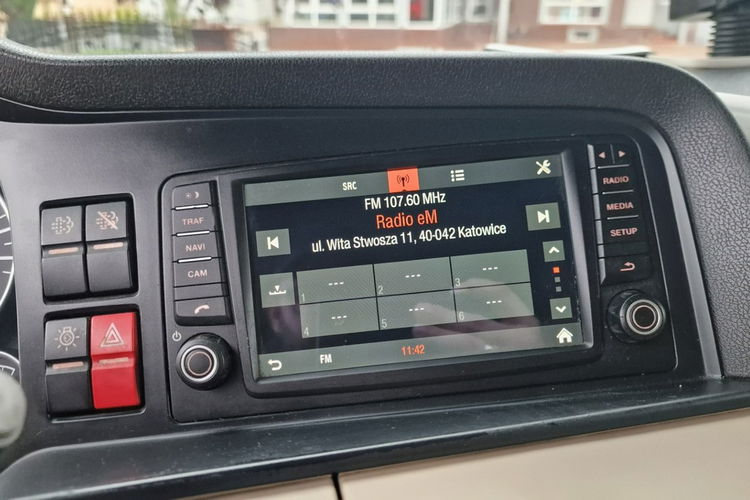 SRC
FM 107.60 MHz
Radio eM
ul. Wita Stwosza 11, 40-042 Katowice
1 ---
2 ---
3 ---
4 ---
5 ---
6 ---
FM
11:42
TRAF
NAVI
CAM
RADIO
MEDIA
SETUP